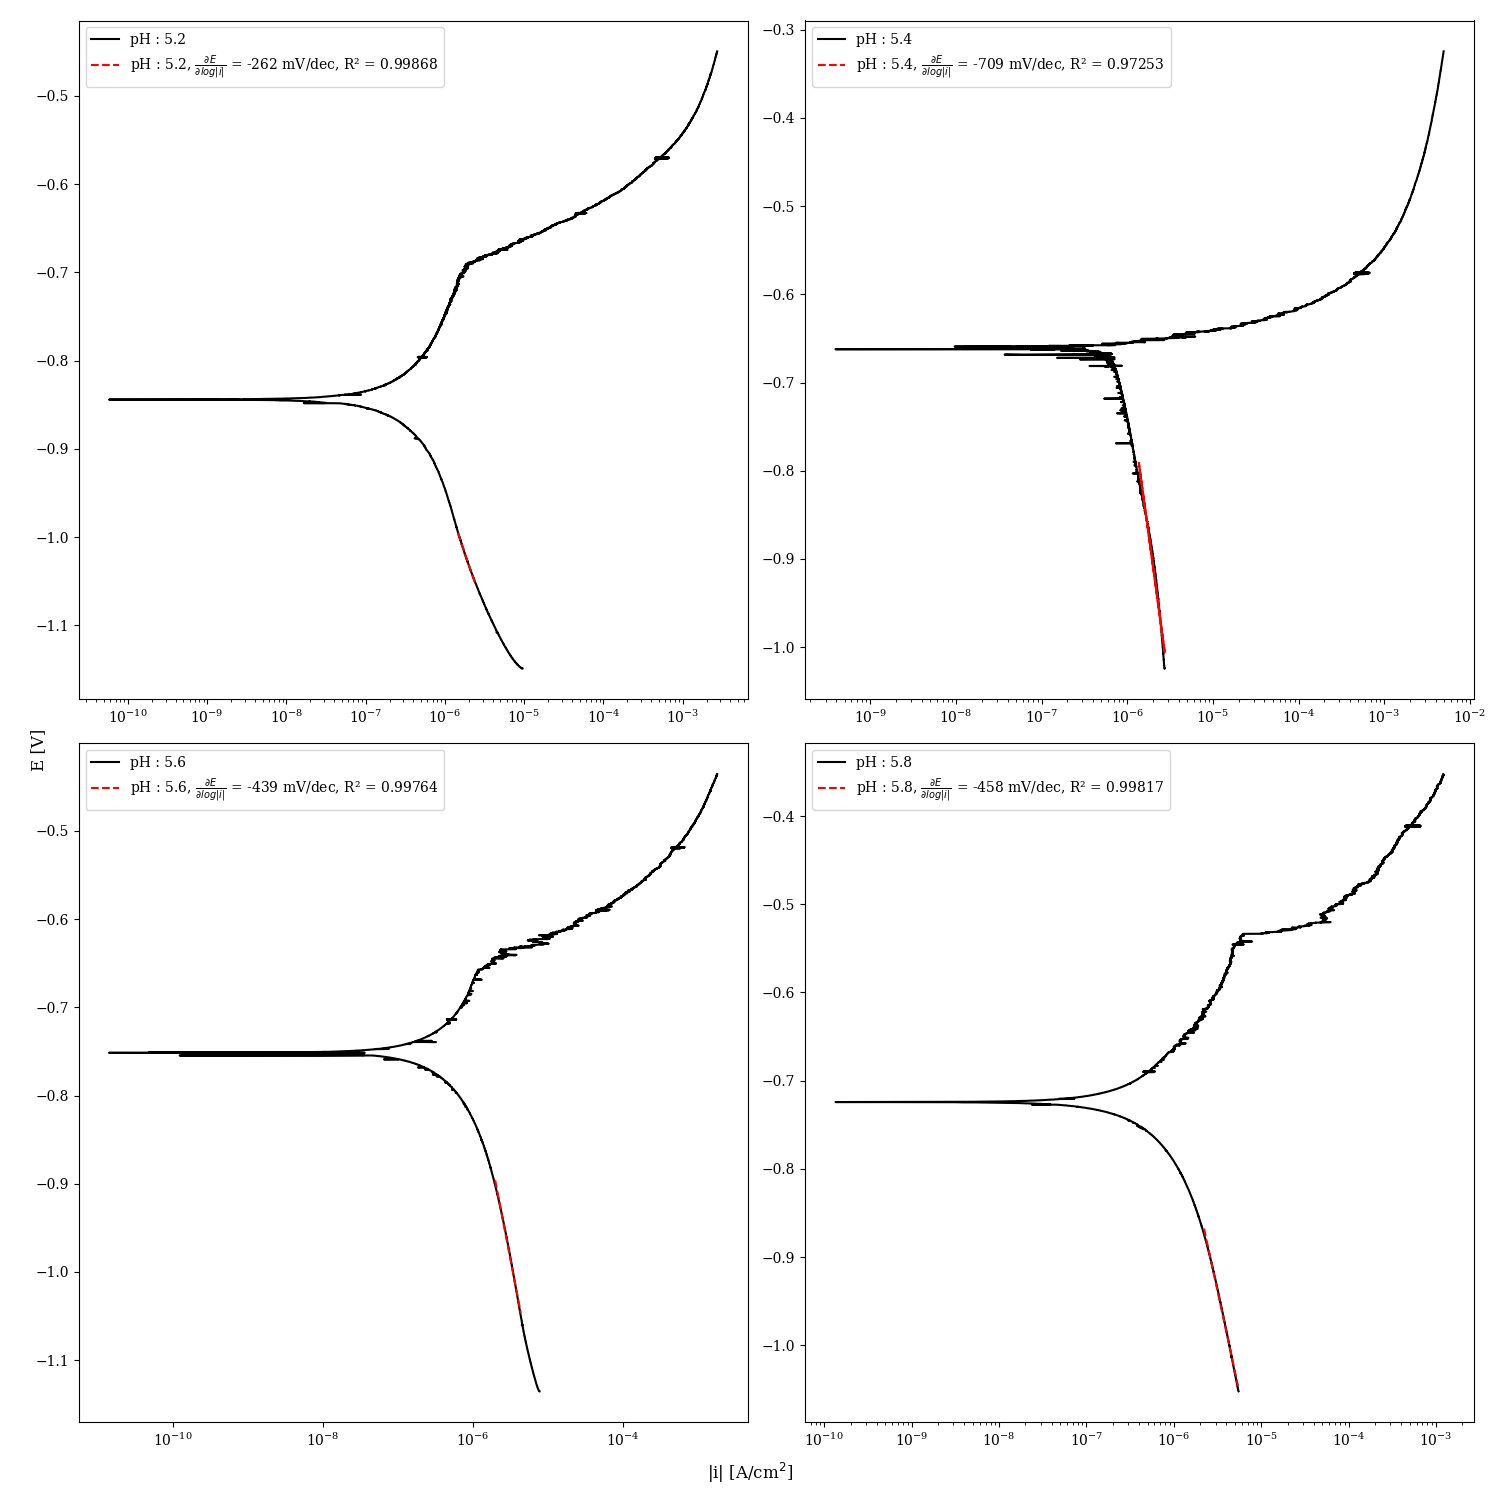 pH : 5.2
pH : 5.2, ∂E/∂log|i| = -262 mV/dec, R² = 0.99868
−0.5
−0.6
−0.7
−0.8
−0.9
−1.0
−1.1
10⁻¹⁰ 10⁻⁹ 10⁻⁸ 10⁻⁷ 10⁻⁶ 10⁻⁵ 10⁻⁴ 10⁻³
pH : 5.4
pH : 5.4, ∂E/∂log|i| = -709 mV/dec, R² = 0.97253
−0.3
−0.4
−0.5
−0.6
−0.7
−0.8
−0.9
−1.0
10⁻⁹ 10⁻⁸ 10⁻⁷ 10⁻⁶ 10⁻⁵ 10⁻⁴ 10⁻³ 10⁻²
E [V]
pH : 5.6
pH : 5.6, ∂E/∂log|i| = -439 mV/dec, R² = 0.99764
−0.5
−0.6
−0.7
−0.8
−0.9
−1.0
−1.1
10⁻¹⁰ 10⁻⁸ 10⁻⁶ 10⁻⁴
pH : 5.8
pH : 5.8, ∂E/∂log|i| = -458 mV/dec, R² = 0.99817
−0.4
−0.5
−0.6
−0.7
−0.8
−0.9
−1.0
10⁻¹⁰ 10⁻⁹ 10⁻⁸ 10⁻⁷ 10⁻⁶ 10⁻⁵ 10⁻⁴ 10⁻³
|i| [A/cm²]